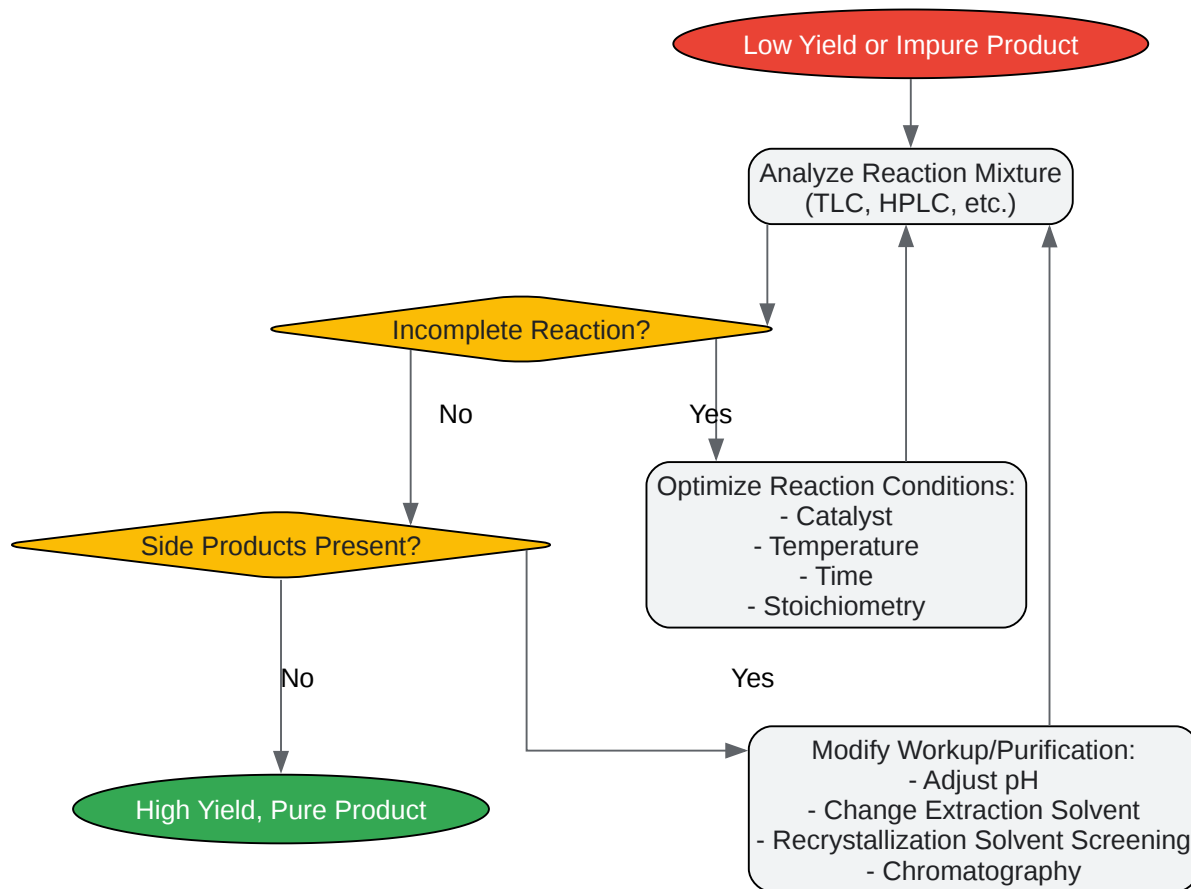 Low Yield or Impure Product
Analyze Reaction Mixture
(TLC, HPLC, etc.)
Incomplete Reaction?
No
Yes
Optimize Reaction Conditions:
- Catalyst
- Temperature
- Time
- Stoichiometry
Side Products Present?
No
Yes
Modify Workup/Purification:
- Adjust pH
- Change Extraction Solvent
- Recrystallization Solvent Screening
- Chromatography
High Yield, Pure Product